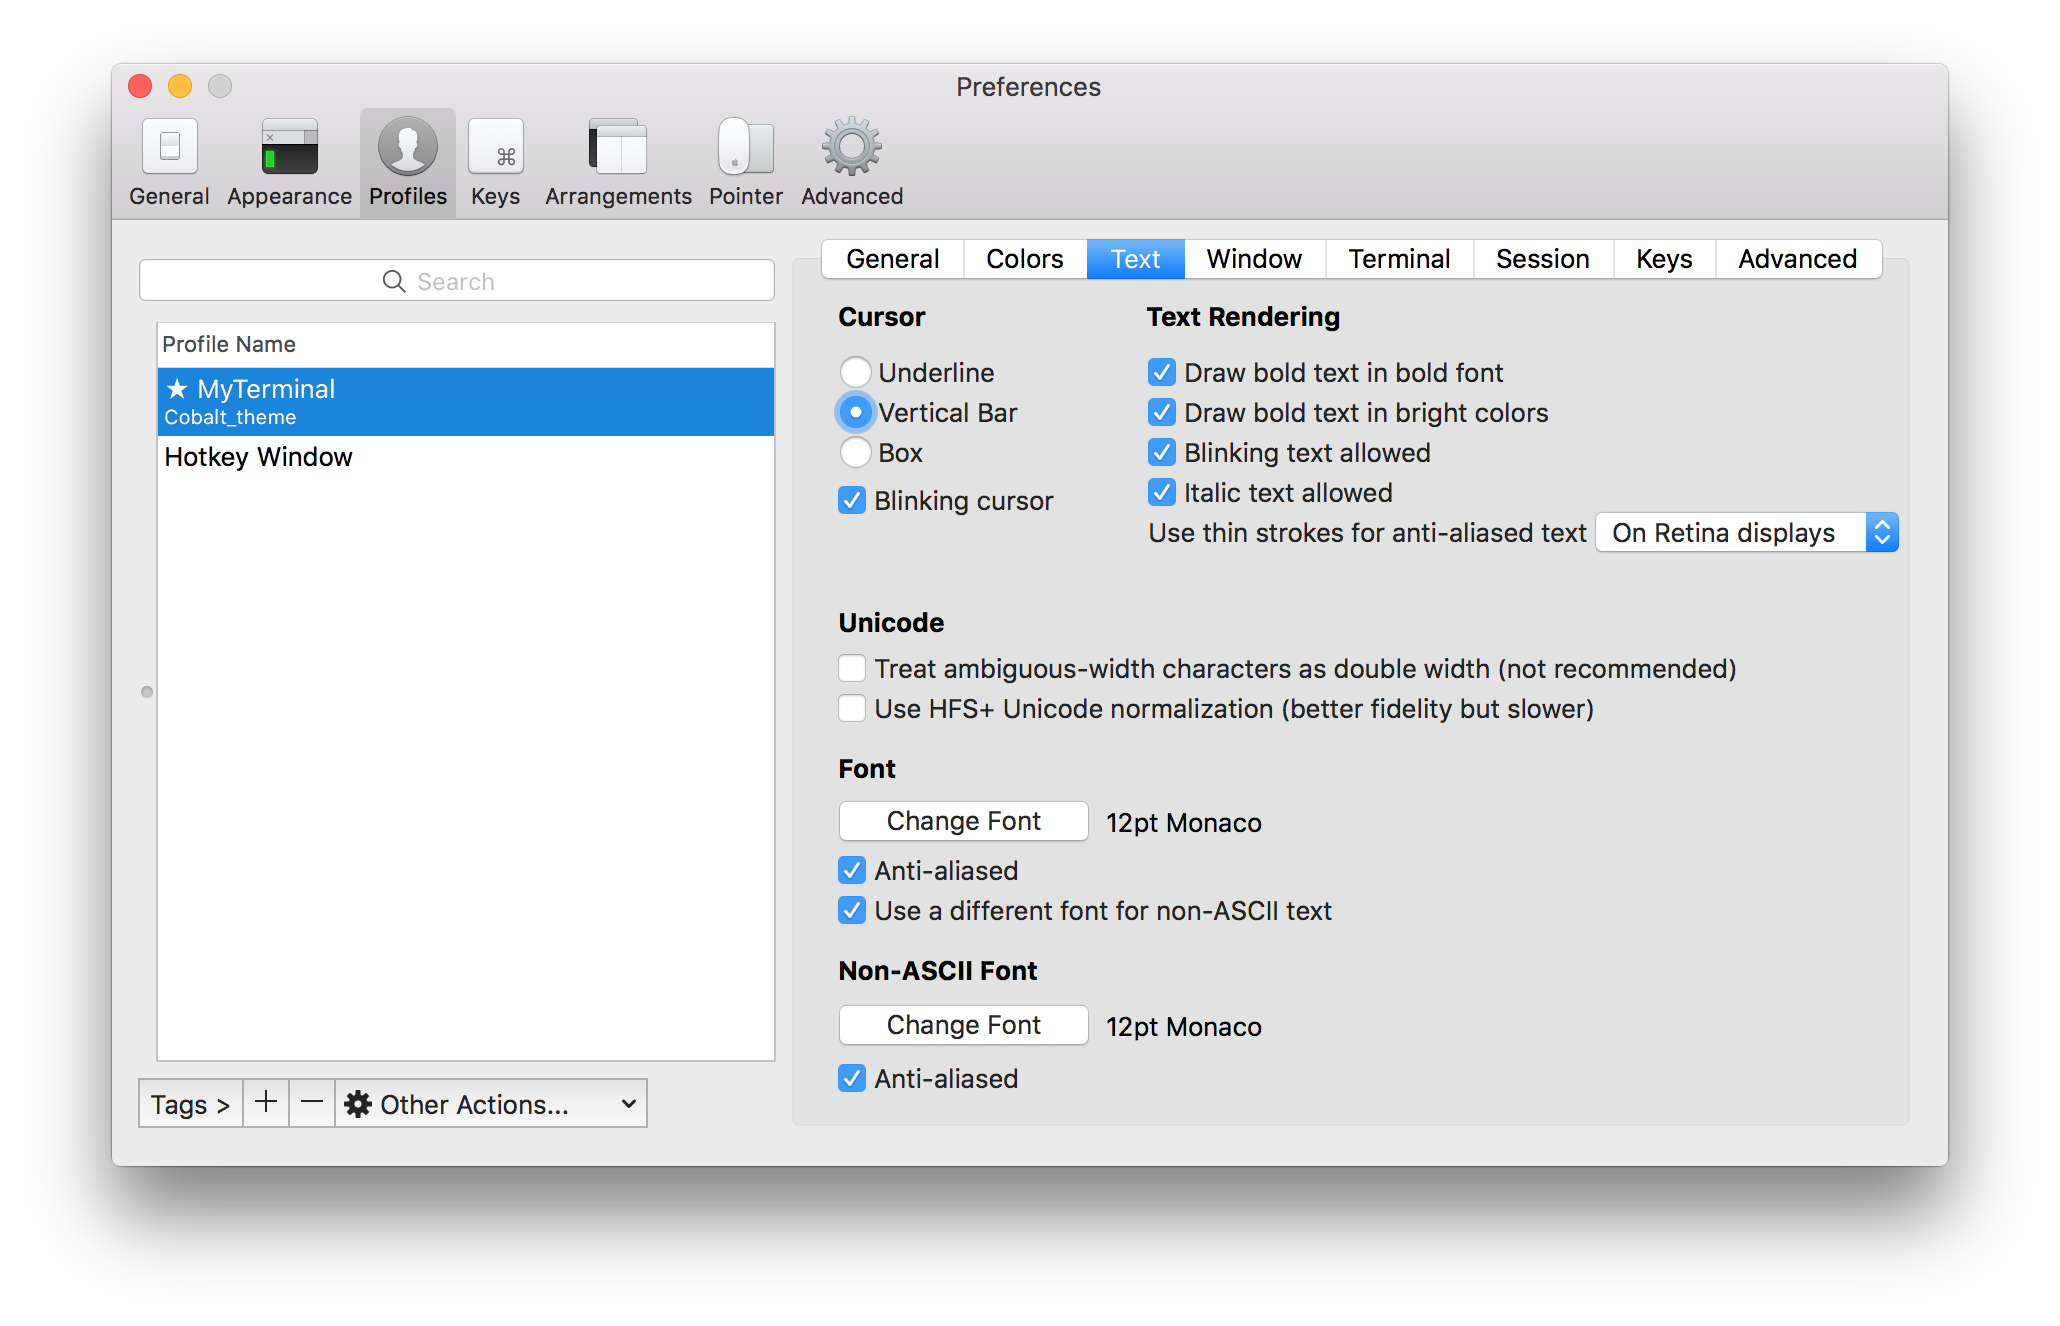 Preferences
General
Appearance
Profiles
Keys
Arrangements
Pointer
Advanced
Search
Profile Name
★ MyTerminal
Cobalt_theme
Hotkey Window
Tags >
+
−
Other Actions...
General
Colors
Text
Window
Terminal
Session
Keys
Advanced
Cursor
Underline
Vertical Bar
Box
Blinking cursor
Text Rendering
Draw bold text in bold font
Draw bold text in bright colors
Blinking text allowed
Italic text allowed
Use thin strokes for anti-aliased text On Retina displays
Unicode
Treat ambiguous-width characters as double width (not recommended)
Use HFS+ Unicode normalization (better fidelity but slower)
Font
Change Font 12pt Monaco
Anti-aliased
Use a different font for non-ASCII text
Non-ASCII Font
Change Font 12pt Monaco
Anti-aliased